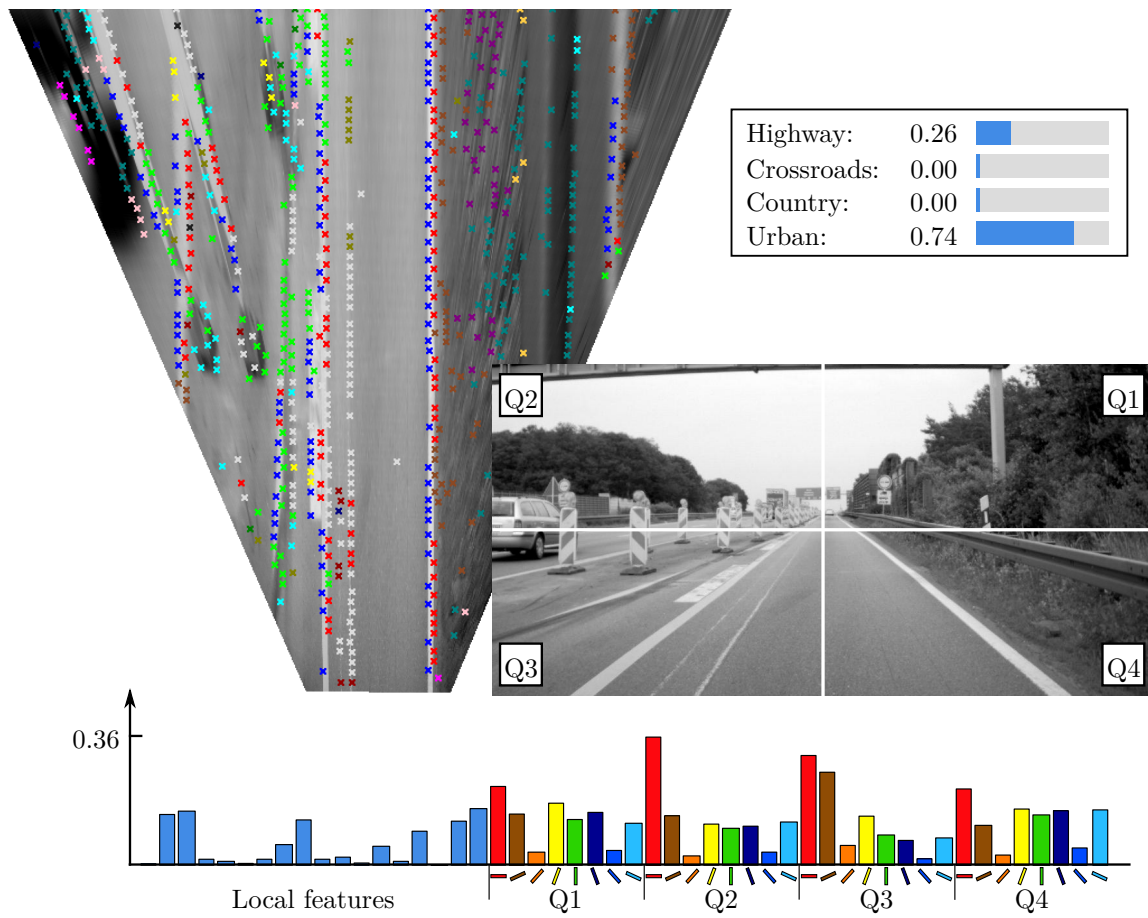 Highway: 0.26
Crossroads: 0.00
Country: 0.00
Urban: 0.74
Q2
Q1
Q3
Q4
0.36
Local features
Q1
Q2
Q3
Q4